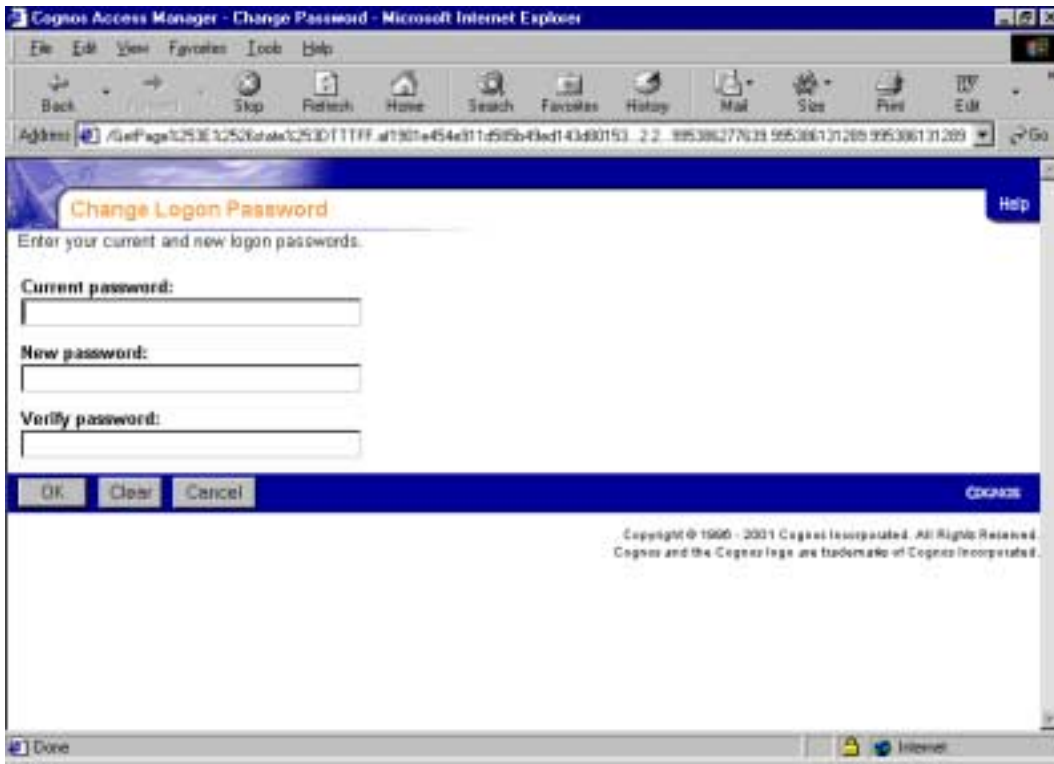 Cognos Access Manager - Change Password - Microsoft Internet Explorer
File Edit View Favorites Tools Help
Back Forward Stop Refresh Home Search Favorites History Mail Size Print Edit
Address Go
Change Logon Password
Help
Enter your current and new logon passwords.
Current password:
New password:
Verify password:
OK Clear Cancel
COGNOS
Copyright © 1996 - 2001 Cognos Incorporated. All Rights Reserved.
Cognos and the Cognos logo are trademarks of Cognos Incorporated.
Done Internet